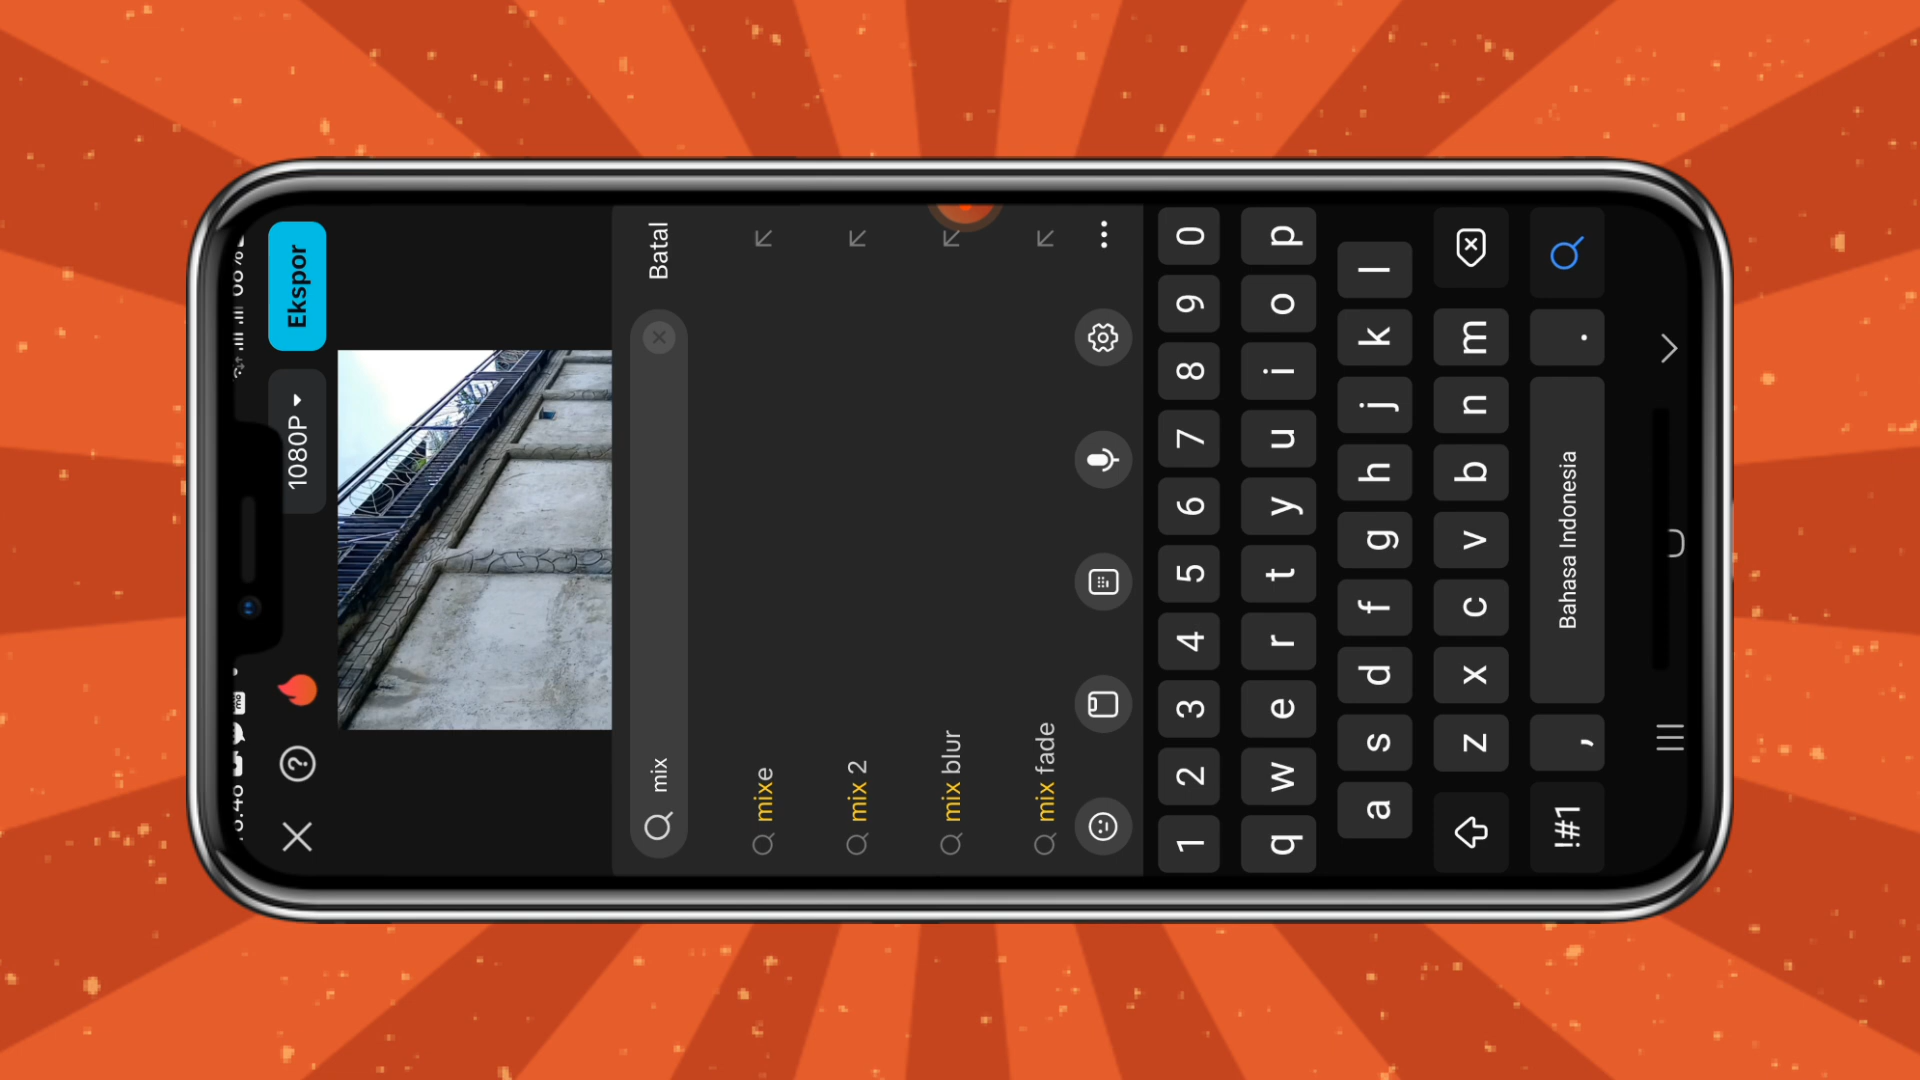 1080P
Ekspor
mix
Batal
mixe
mix 2
mix blur
mix fade
1 2 3 4 5 6 7 8 9 0
q w e r t y u i o p
a s d f g h j k l
z x c v b n m
!#1 , Bahasa Indonesia .